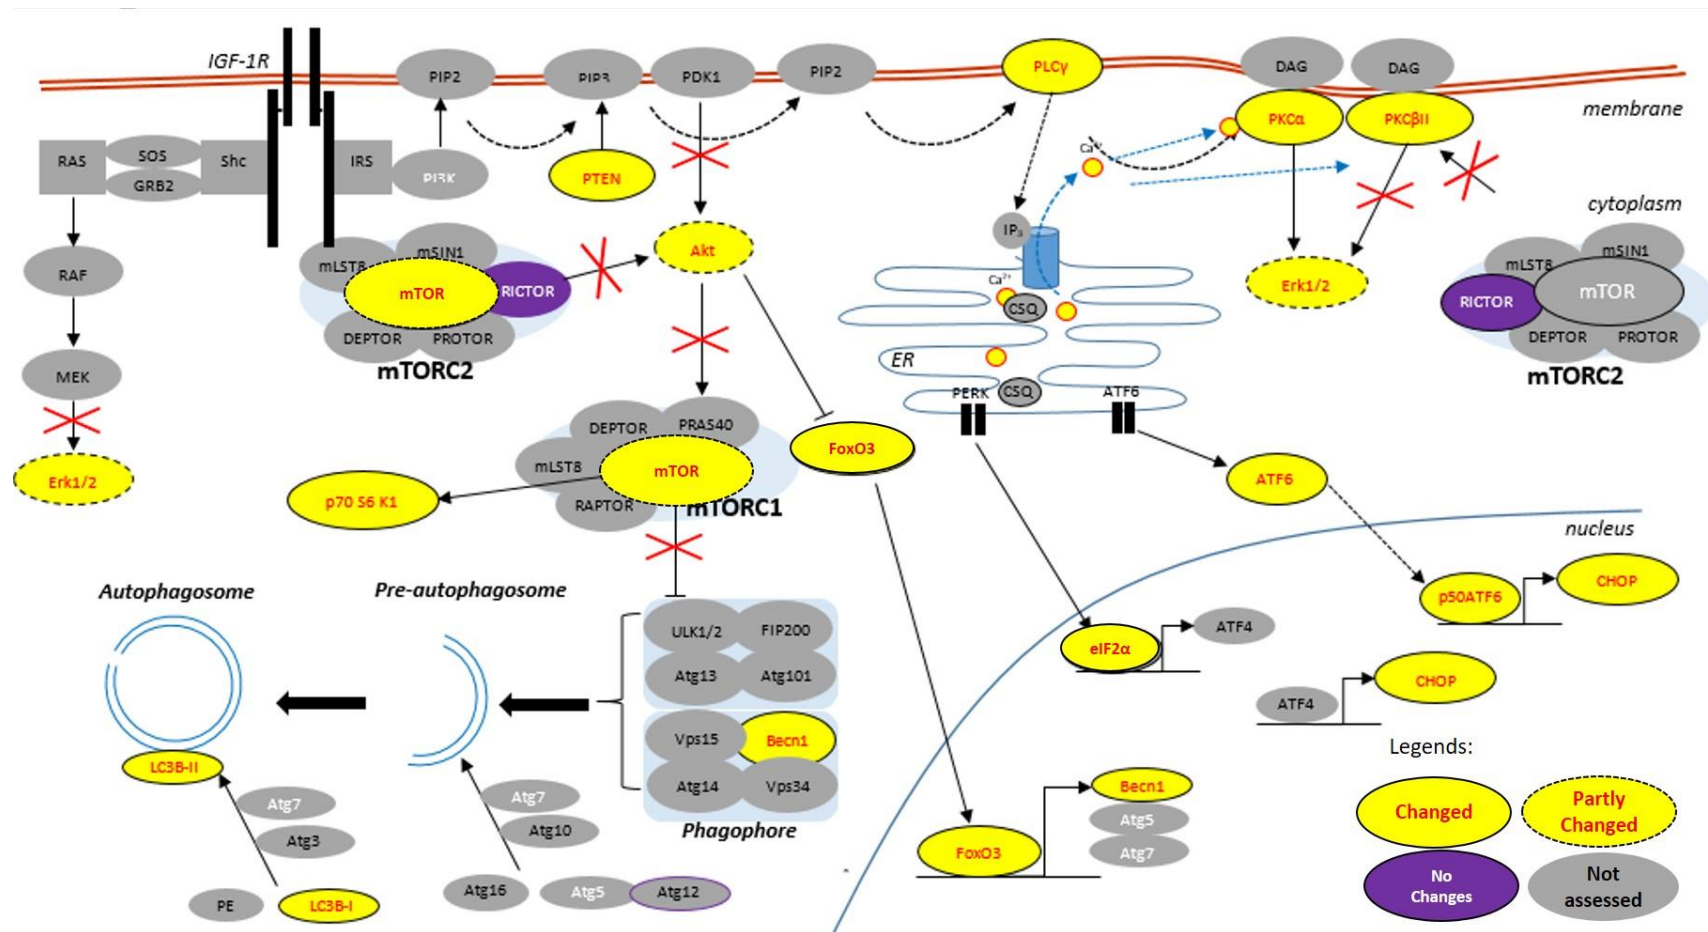 IGF-1R
PIP2
PIP3
PDK1
PIP2
PLCγ
DAG
DAG
membrane
PKCα
PKCβII
Ca²⁺
RAS
SOS
GRB2
Shc
IRS
PI3K
PTEN
cytoplasm
IP₃
RAF
mLST8
mSIN1
mTOR
RICTOR
DEPTOR
PROTOR
mTORC2
Akt
Ca²⁺
CSQ
Erk1/2
mLST8
mSIN1
RICTOR
mTOR
DEPTOR
PROTOR
mTORC2
MEK
ER
PERK
CSQ
ATF6
Erk1/2
DEPTOR
PRAS40
mLST8
mTOR
RAPTOR
mTORC1
FoxO3
p70 S6 K1
ATF6
nucleus
Autophagosome
Pre-autophagosome
p50ATF6
CHOP
ULK1/2
FIP200
Atg13
Atg101
eIF2α
ATF4
ATF4
CHOP
Vps15
Becn1
Atg14
Vps34
Phagophore
LC3B-II
Atg7
Atg3
PE
LC3B-I
Atg7
Atg10
Atg16
Atg5
Atg12
FoxO3
Becn1
Atg5
Atg7
Legends:
Changed
Partly
Changed
No
Changes
Not
assessed